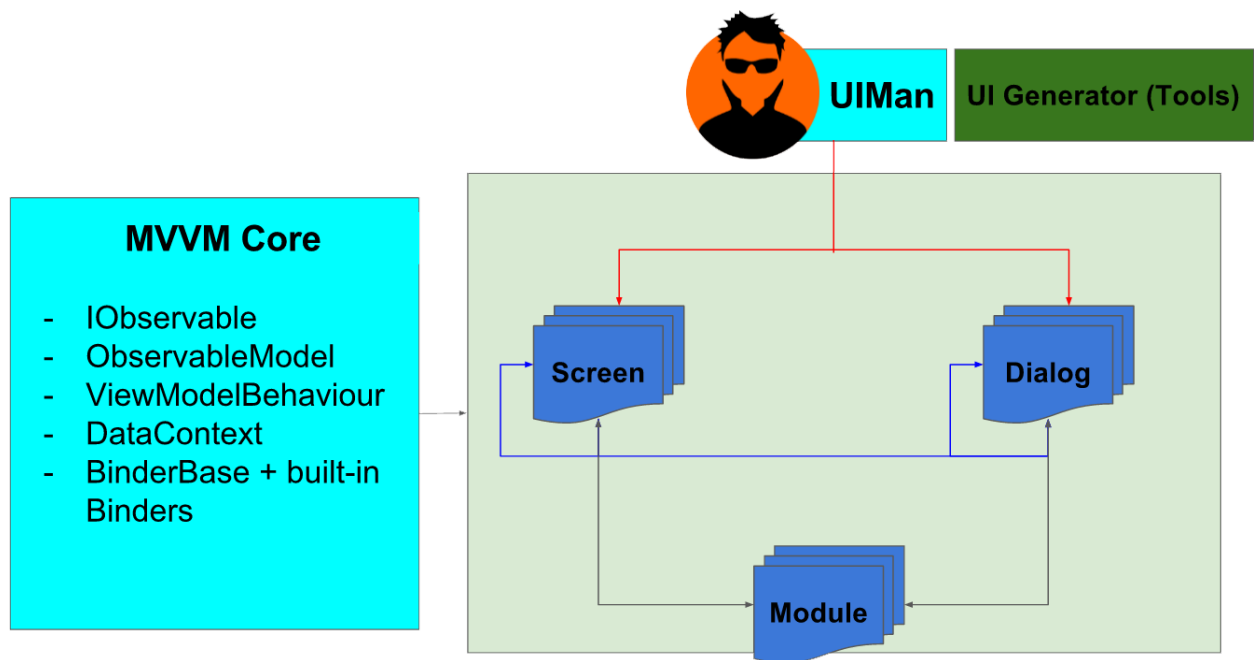 UIMan
UI Generator (Tools)
MVVM Core
- IObservable
- ObservableModel
- ViewModelBehaviour
- DataContext
- BinderBase + built-in
Binders
Screen
Dialog
Module